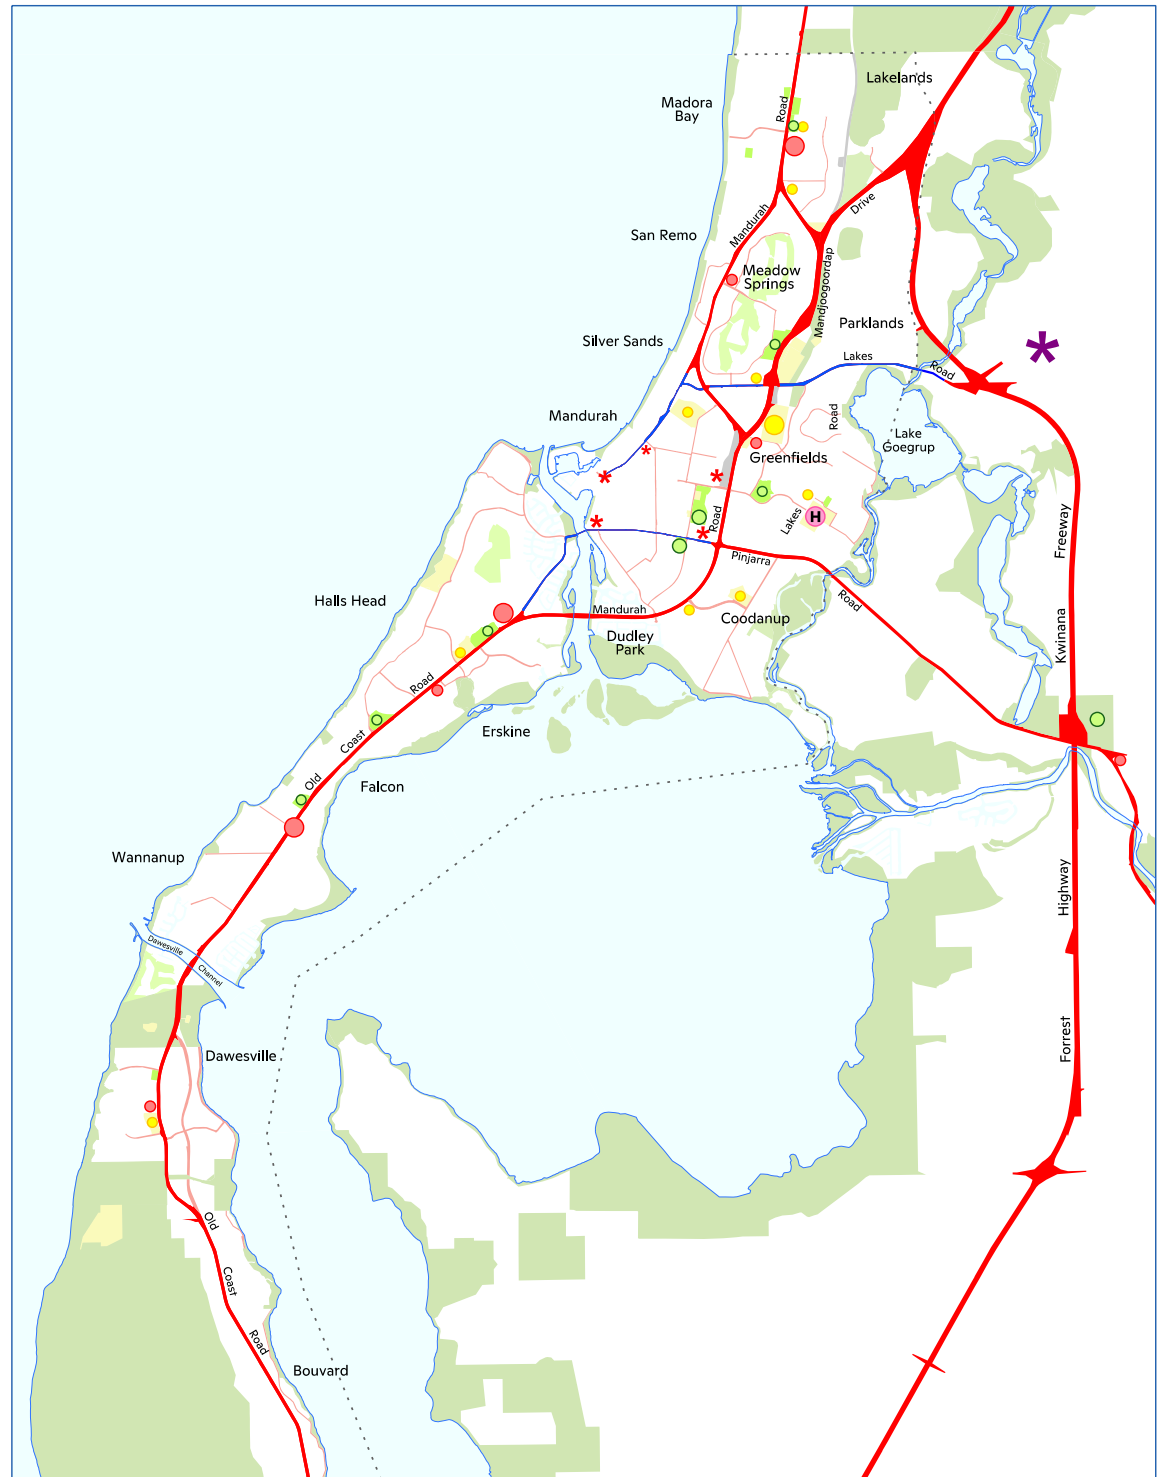 Lakelands
Madora
Bay
Road
Drive
Mandurah
San Remo
Meadow
Springs
Mandjoogoordap
Parklands
Silver Sands
Lakes
Road
Mandurah
Road
Lake
Goegrup
Greenfields
H
Lakes
Road
Freeway
Pinjarra
Road
Halls Head
Mandurah
Coodanup
Dudley
Park
Kwinana
Road
Coast
Erskine
Old
Falcon
Wannanup
Highway
Dawesville
Channel
Forrest
Dawesville
Old
Coast
Road
Bouvard